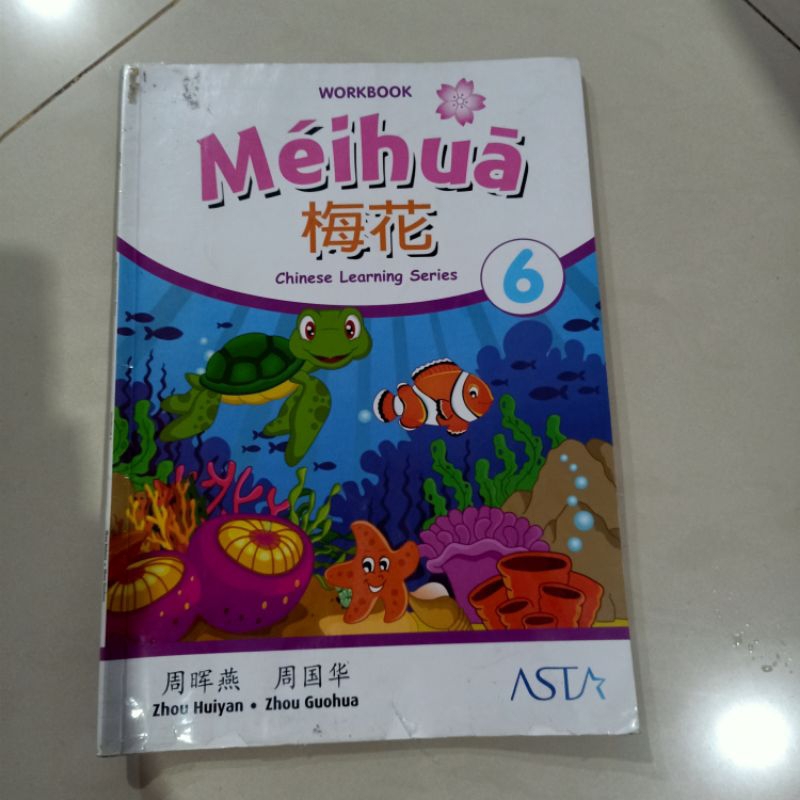 WORKBOOK
Méihuā
梅花
Chinese Learning Series
6
周晖燕 周国华
Zhou Huiyan • Zhou Guohua
ASTA